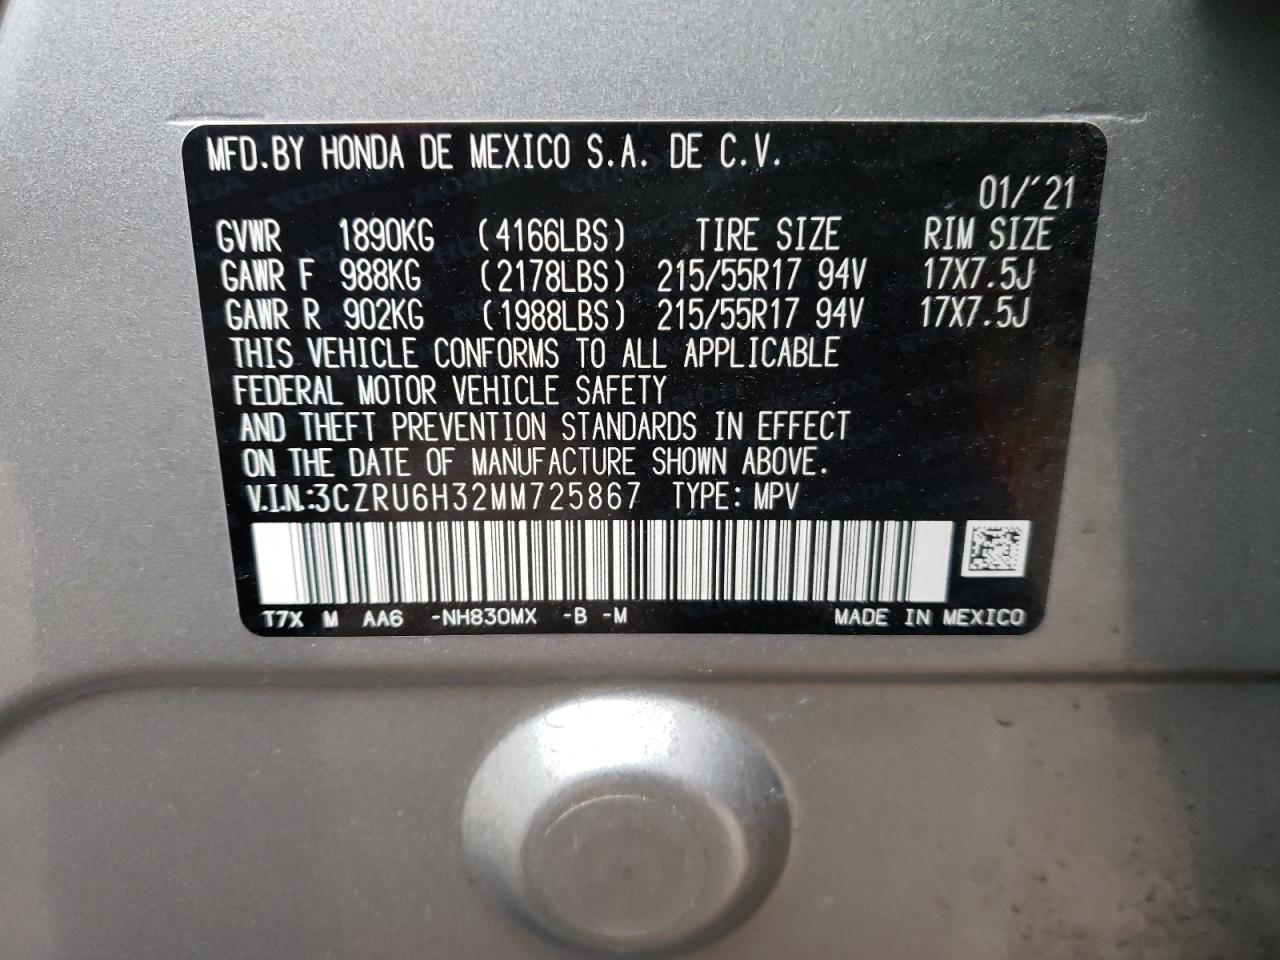 MFD.BY HONDA DE MEXICO S.A. DE C.V.
01/'21
GVWR 1890KG (4166LBS) TIRE SIZE RIM SIZE
GAWR F 988KG (2178LBS) 215/55R17 94V 17X7.5J
GAWR R 902KG (1988LBS) 215/55R17 94V 17X7.5J
THIS VEHICLE CONFORMS TO ALL APPLICABLE
FEDERAL MOTOR VEHICLE SAFETY
AND THEFT PREVENTION STANDARDS IN EFFECT
ON THE DATE OF MANUFACTURE SHOWN ABOVE.
V.I.N.:3CZRU6H32MM725867 TYPE: MPV
T7X M AA6 -NH830MX -B -M MADE IN MEXICO